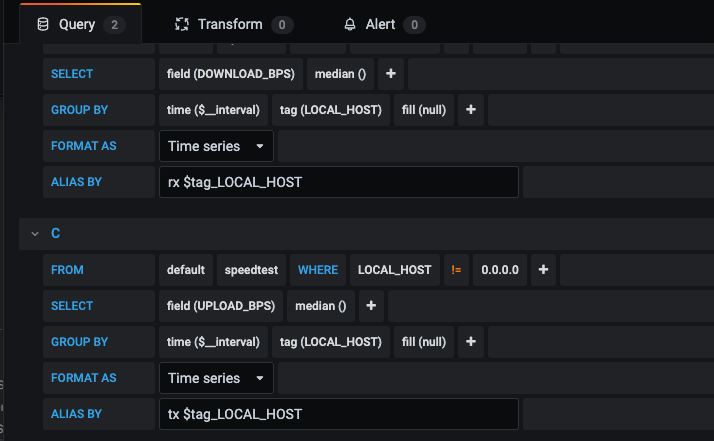 Query 2 Transform 0 Alert 0
SELECT field (DOWNLOAD_BPS) median () +
GROUP BY time ($__interval) tag (LOCAL_HOST) fill (null) +
FORMAT AS Time series
ALIAS BY rx $tag_LOCAL_HOST
C
FROM default speedtest WHERE LOCAL_HOST != 0.0.0.0 +
SELECT field (UPLOAD_BPS) median () +
GROUP BY time ($__interval) tag (LOCAL_HOST) fill (null) +
FORMAT AS Time series
ALIAS BY tx $tag_LOCAL_HOST